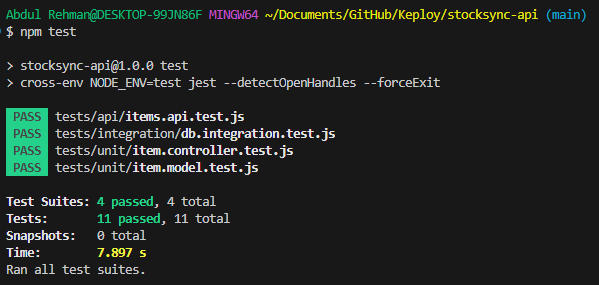 Abdul Rehman@DESKTOP-99JN86F MINGW64 ~/Documents/GitHub/Keploy/stocksync-api (main)
$ npm test
> stocksync-api@1.0.0 test
> cross-env NODE_ENV=test jest --detectOpenHandles --forceExit
PASS tests/api/items.api.test.js
PASS tests/integration/db.integration.test.js
PASS tests/unit/item.controller.test.js
PASS tests/unit/item.model.test.js
Test Suites: 4 passed, 4 total
Tests: 11 passed, 11 total
Snapshots: 0 total
Time: 7.897 s
Ran all test suites.